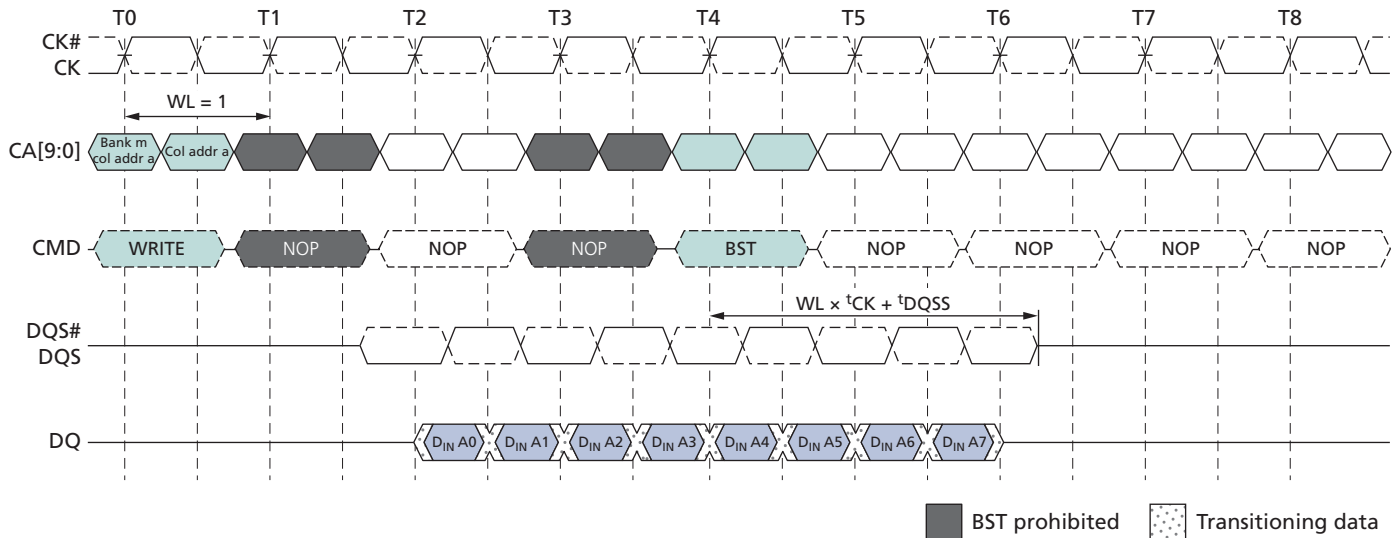 T0 T1 T2 T3 T4 T5 T6 T7 T8
CK#
CK
WL = 1
CA[9:0]
Bank m
col addr a
Col addr a
CMD
WRITE NOP NOP NOP BST NOP NOP NOP NOP
WL × tCK + tDQSS
DQS#
DQS
DQ
DIN A0 DIN A1 DIN A2 DIN A3 DIN A4 DIN A5 DIN A6 DIN A7
BST prohibited
Transitioning data